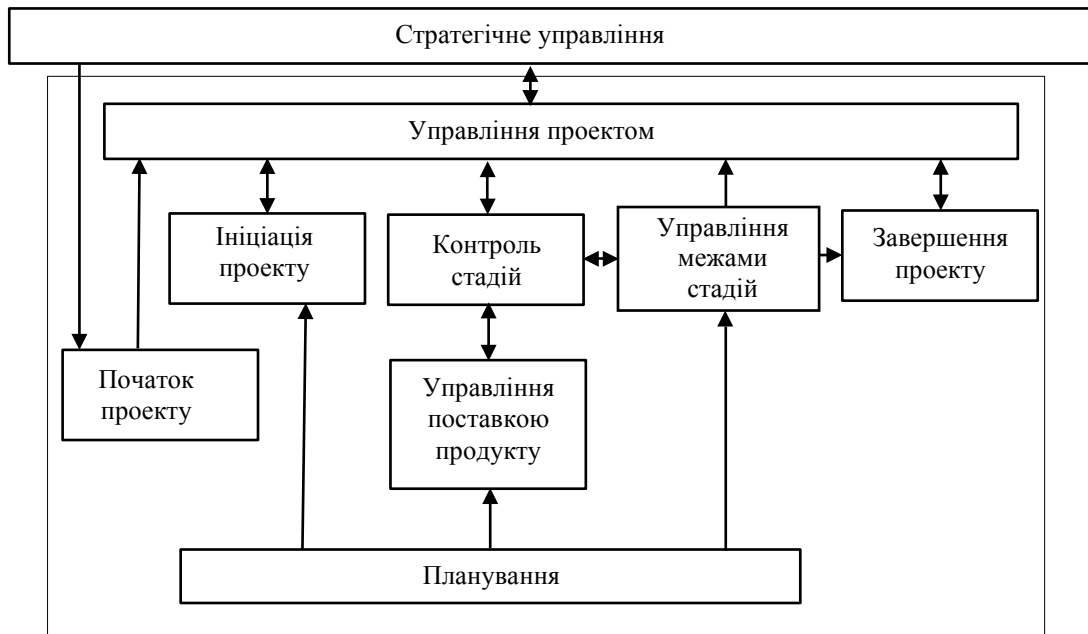 Стратегічне управління
Управління проектом
Ініціація
проекту
Контроль
стадій
Управління
межами
стадій
Завершення
проекту
Початок
проекту
Управління
поставкою
продукту
Планування